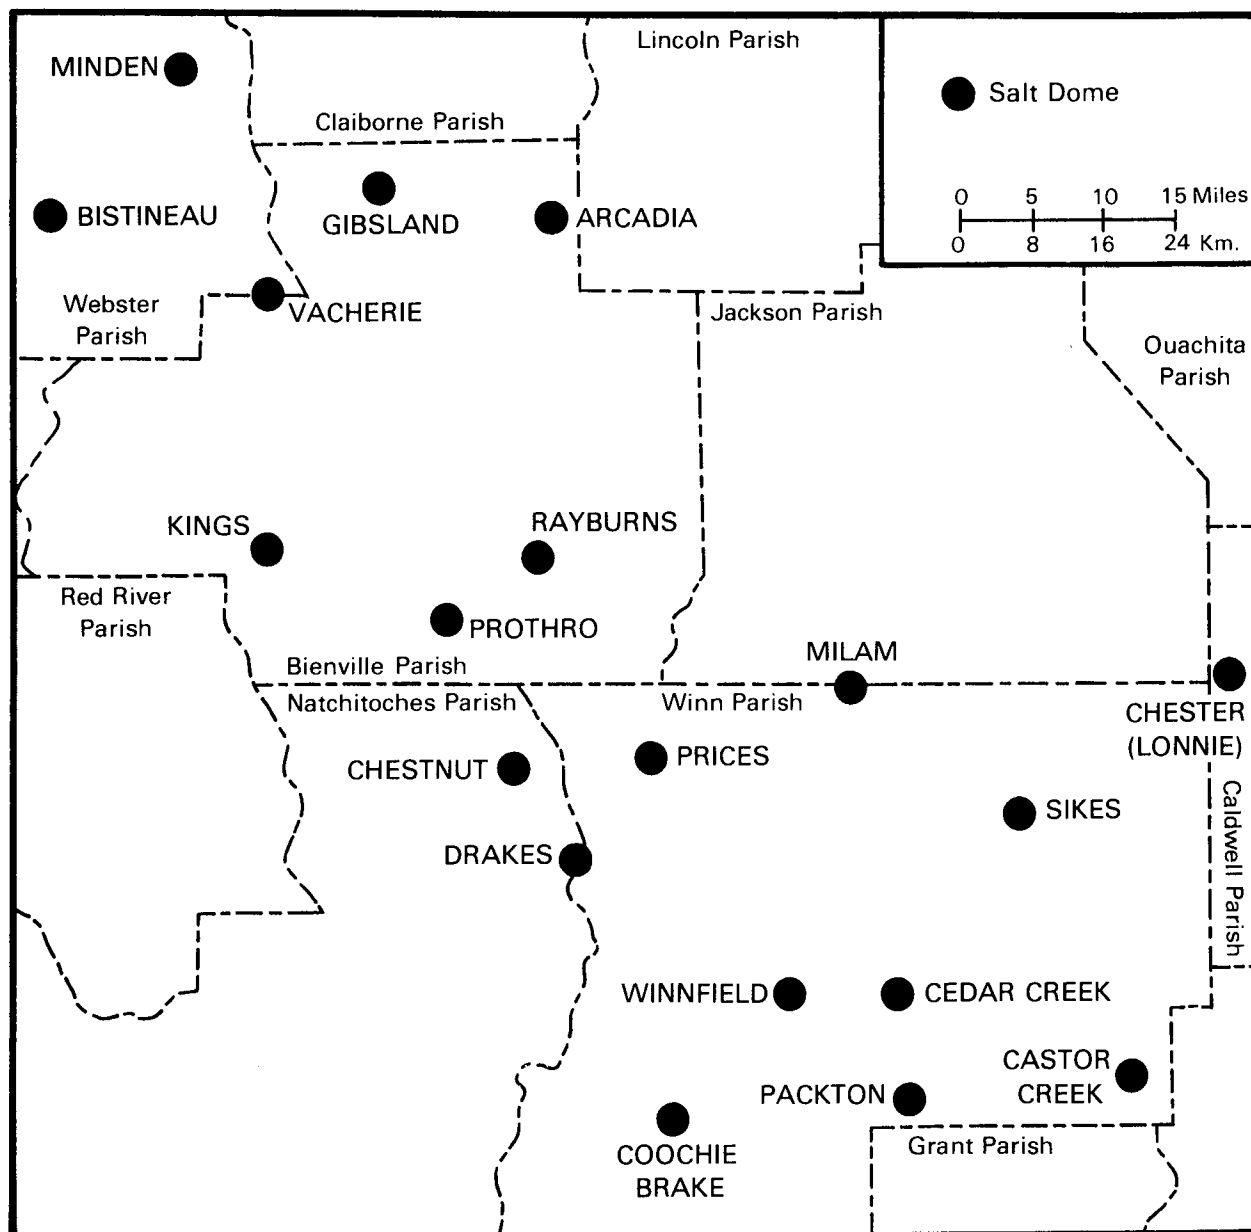 Lincoln Parish
MINDEN
Salt Dome
Claiborne Parish
0 5 10 15 Miles
0 8 16 24 Km.
BISTINEAU
GIBSLAND
ARCADIA
Webster
Parish
VACHERIE
Jackson Parish
Ouachita
Parish
KINGS
RAYBURNS
Red River
Parish
PROTHRO
Bienville Parish
MILAM
Natchitoches Parish
Winn Parish
CHESTER
(LONNIE)
CHESTNUT
PRICES
SIKES
Caldwell Parish
DRAKES
WINNFIELD
CEDAR CREEK
CASTOR
CREEK
PACKTON
COOCHIE
BRAKE
Grant Parish